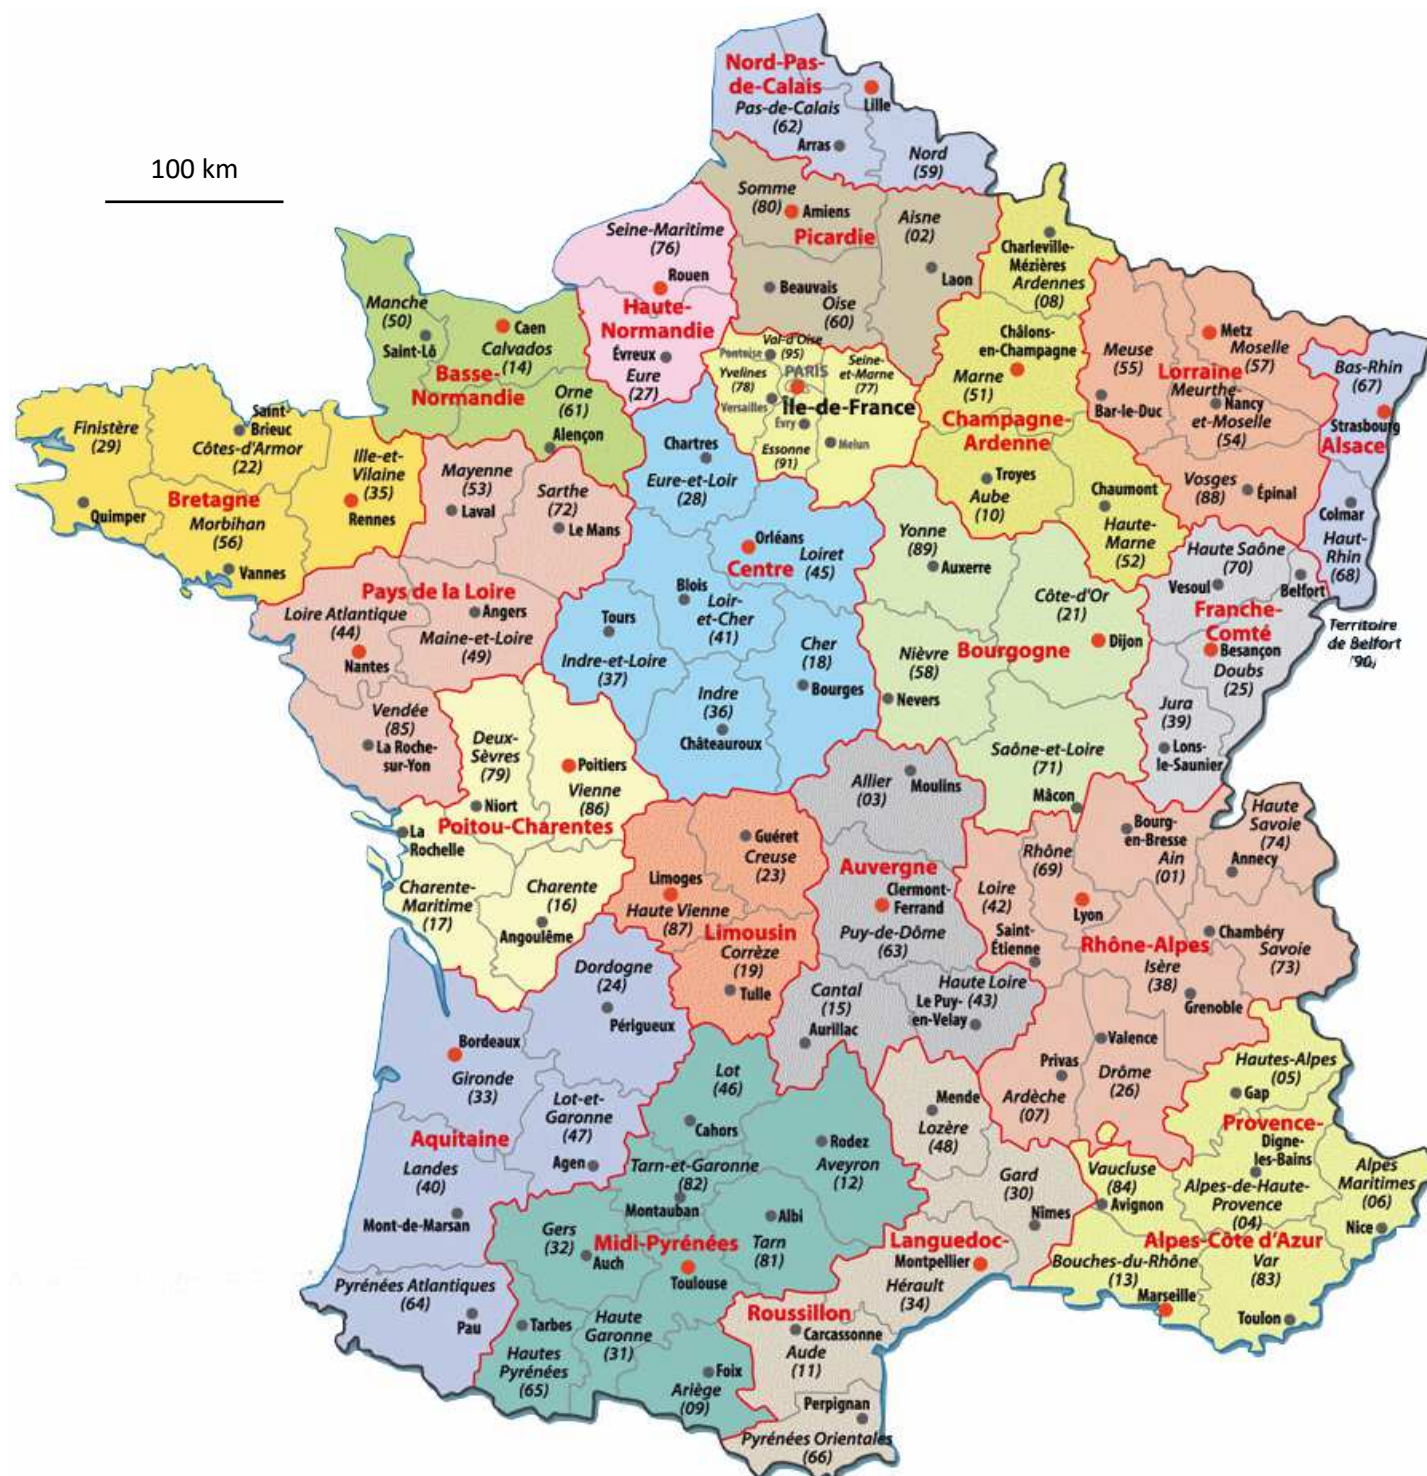 Nord-Pas-
de-Calais
Lille
Pas-de-Calais
(62)
Arras
Nord
(59)
100 km
Somme
(80)
Amiens
Picardie
Aisne
(02)
Laon
Beauvais
Oise
(60)
Seine-Maritime
(76)
Rouen
Haute-
Normandie
Évreux
Eure
(27)
Charleville-
Mézières
Ardennes
(08)
Châlons-
en-Champagne
Marne
(51)
Champagne-
Ardenne
Troyes
Aube
(10)
Chaumont
Haute-
Marne
(52)
Meuse
(55)
Bar-le-Duc
Metz
Moselle
(57)
Lorraine
Meurthe-
Nancy
et-Moselle
(54)
Vosges
(88)
Épinal
Bas-Rhin
(67)
Strasbourg
Alsace
Colmar
Haut-
Rhin
(68)
Manche
(50)
Saint-Lô
Caen
Calvados
(14)
Basse-
Normandie
Orne
(61)
Alençon
Val-d'Oise
(95)
Pontoise
Yvelines
(78)
Versailles
PARIS
Seine-
et-Marne
(77)
Île-de-France
Evry
Melun
Essonne
(91)
Finistère
(29)
Quimper
Saint-
Brieuc
Côtes-d'Armor
(22)
Bretagne
Morbihan
(56)
Vannes
Ille-et-
Vilaine
(35)
Rennes
Mayenne
(53)
Laval
Sarthe
(72)
Le Mans
Pays de la Loire
Loire Atlantique
(44)
Nantes
Angers
Maine-et-Loire
(49)
Vendée
(85)
La Roche-
sur-Yon
Chartres
Eure-et-Loir
(28)
Orléans
Loiret
(45)
Centre
Blois
Loir-
et-Cher
(41)
Tours
Indre-et-Loire
(37)
Cher
(18)
Bourges
Indre
(36)
Châteauroux
Yonne
(89)
Auxerre
Côte-d'Or
(21)
Dijon
Bourgogne
Nièvre
(58)
Nevers
Saône-et-Loire
(71)
Mâcon
Haute Saône
(70)
Vesoul
Belfort
Franche-
Comté
Besançon
Doubs
(25)
Jura
(39)
Lons-
le-Saunier
Territoire
de Belfort
(90)
Deux-
Sèvres
(79)
Niort
Poitiers
Vienne
(86)
Poitou-Charentes
La
Rochelle
Charente-
Maritime
(17)
Charente
(16)
Angoulême
Guéret
Creuse
(23)
Limoges
Haute Vienne
(87)
Limousin
Corrèze
(19)
Tulle
Allier
(03)
Moulins
Auvergne
Clermont-
Ferrand
Puy-de-Dôme
(63)
Cantal
(15)
Aurillac
Haute Loire
(43)
Le Puy-
en-Velay
Rhône
(69)
Loire
(42)
Saint-
Étienne
Lyon
Bourg-
en-Bresse
Ain
(01)
Haute
Savoie
(74)
Annecy
Chambéry
Savoie
(73)
Rhône-Alpes
Isère
(38)
Grenoble
Valence
Privas
Ardèche
(07)
Drôme
(26)
Dordogne
(24)
Périgueux
Bordeaux
Gironde
(33)
Lot-et-
Garonne
(47)
Agen
Aquitaine
Landes
(40)
Mont-de-Marsan
Pyrénées Atlantiques
(64)
Pau
Lot
(46)
Cahors
Rodez
Aveyron
(12)
Tarn-et-Garonne
(82)
Montauban
Gers
(32)
Auch
Midi-Pyrénées
Toulouse
Albi
Tarn
(81)
Tarbes
Hautes
Pyrénées
(65)
Haute
Garonne
(31)
Foix
Ariège
(09)
Mende
Lozère
(48)
Gard
(30)
Nîmes
Languedoc-
Montpellier
Hérault
(34)
Roussillon
Carcassonne
Aude
(11)
Perpignan
Pyrénées Orientales
(66)
Hautes-Alpes
(05)
Gap
Provence-
Digne-
les-Bains
Alpes-de-Haute-
Provence
(04)
Alpes
Maritimes
(06)
Nice
Vaucluse
(84)
Avignon
Alpes-Côte d'Azur
Bouches-du-Rhône
(13)
Marseille
Var
(83)
Toulon